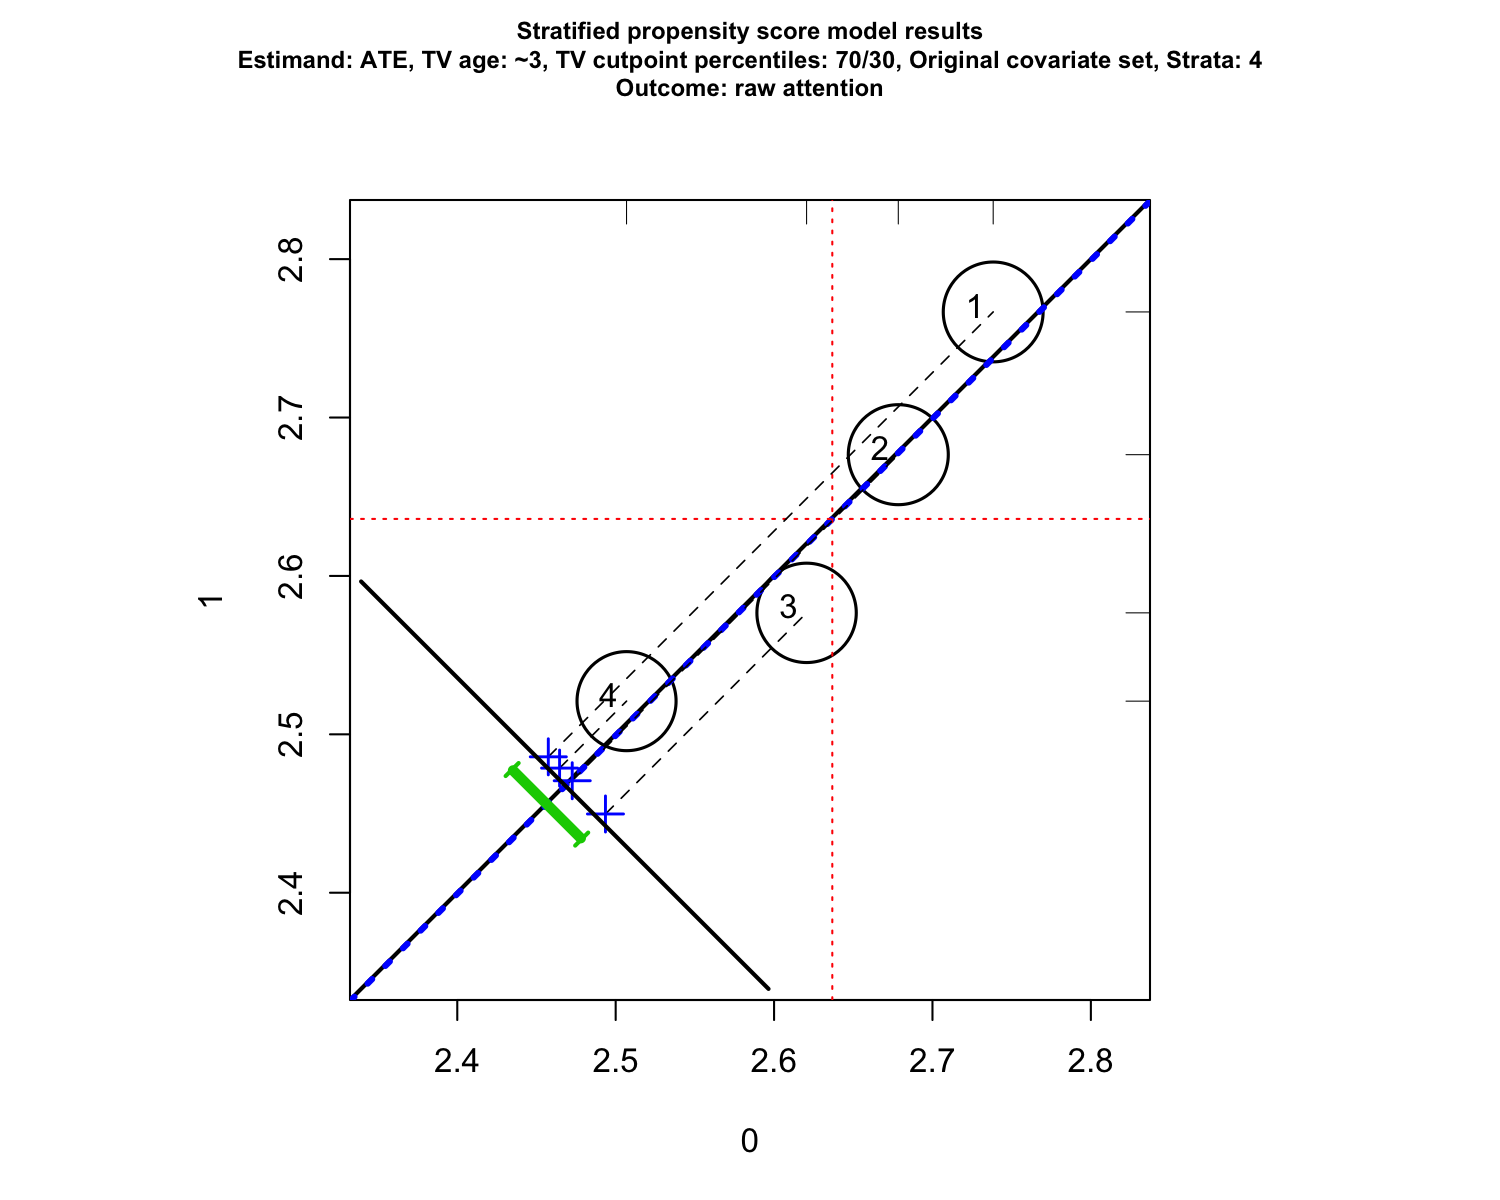 Stratified propensity score model results
Estimand: ATE, TV age: ~3, TV cutpoint percentiles: 70/30, Original covariate set, Strata: 4
Outcome: raw attention
2.8
2.7
2.6
2.5
2.4
1
1
2
3
4
2.4 2.5 2.6 2.7 2.8
0